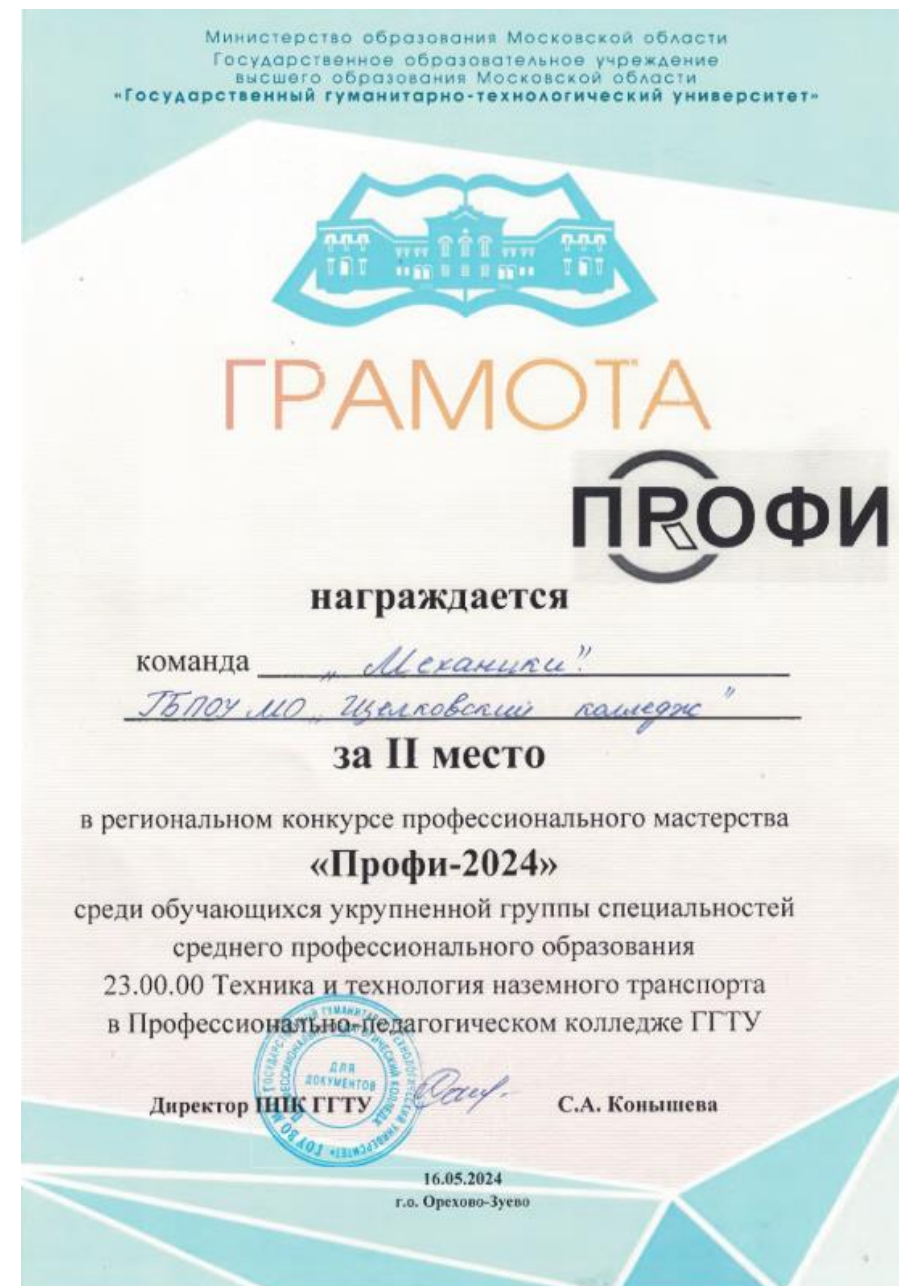 Министерство образования Московской области
Государственное образовательное учреждение
высшего образования Московской области
«Государственный гуманитарно-технологический университет»
ГРАМОТА
ПРОФИ
награждается
команда „Механики".
ГБПОУ МО „Щелковский колледж"
за II место
в региональном конкурсе профессионального мастерства
«Профи-2024»
среди обучающихся укрупненной группы специальностей
среднего профессионального образования
23.00.00 Техника и технология наземного транспорта
в Профессионально-педагогическом колледже ГГТУ
ДЛЯ
ДОКУМЕНТОВ
Директор ППК ГГТУ С.А. Конышева
16.05.2024
г.о. Орехово-Зуево